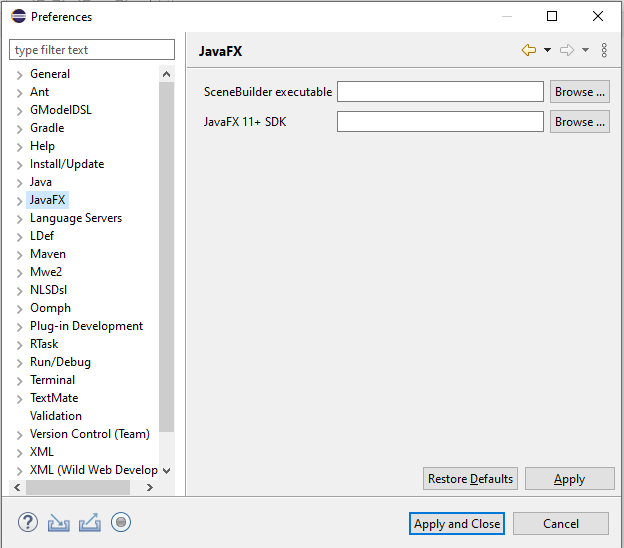 Preferences
type filter text
General
Ant
GModelDSL
Gradle
Help
Install/Update
Java
JavaFX
Language Servers
LDef
Maven
Mwe2
NLSDsl
Oomph
Plug-in Development
RTask
Run/Debug
Terminal
TextMate
Validation
Version Control (Team)
XML
XML (Wild Web Develop
JavaFX
SceneBuilder executable Browse ...
JavaFX 11+ SDK Browse ...
Restore Defaults Apply
Apply and Close Cancel